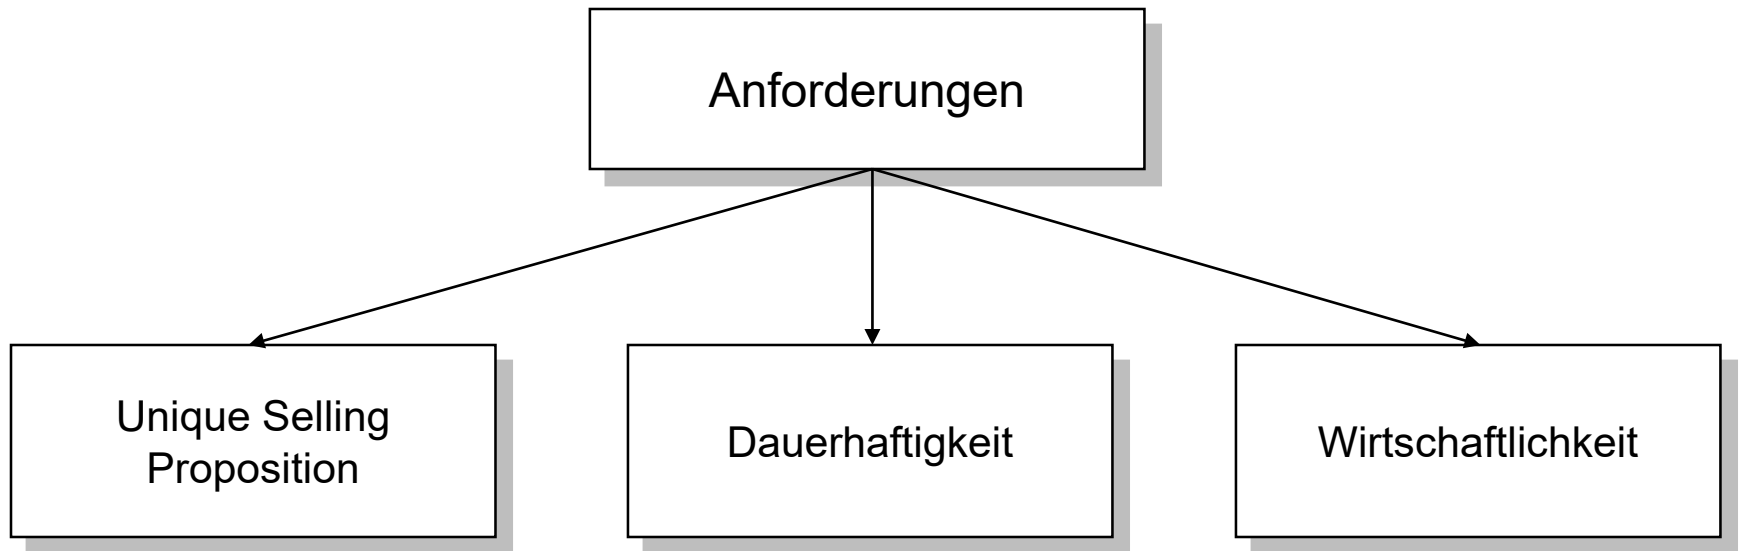 Anforderungen
Unique Selling
Proposition
Dauerhaftigkeit
Wirtschaftlichkeit